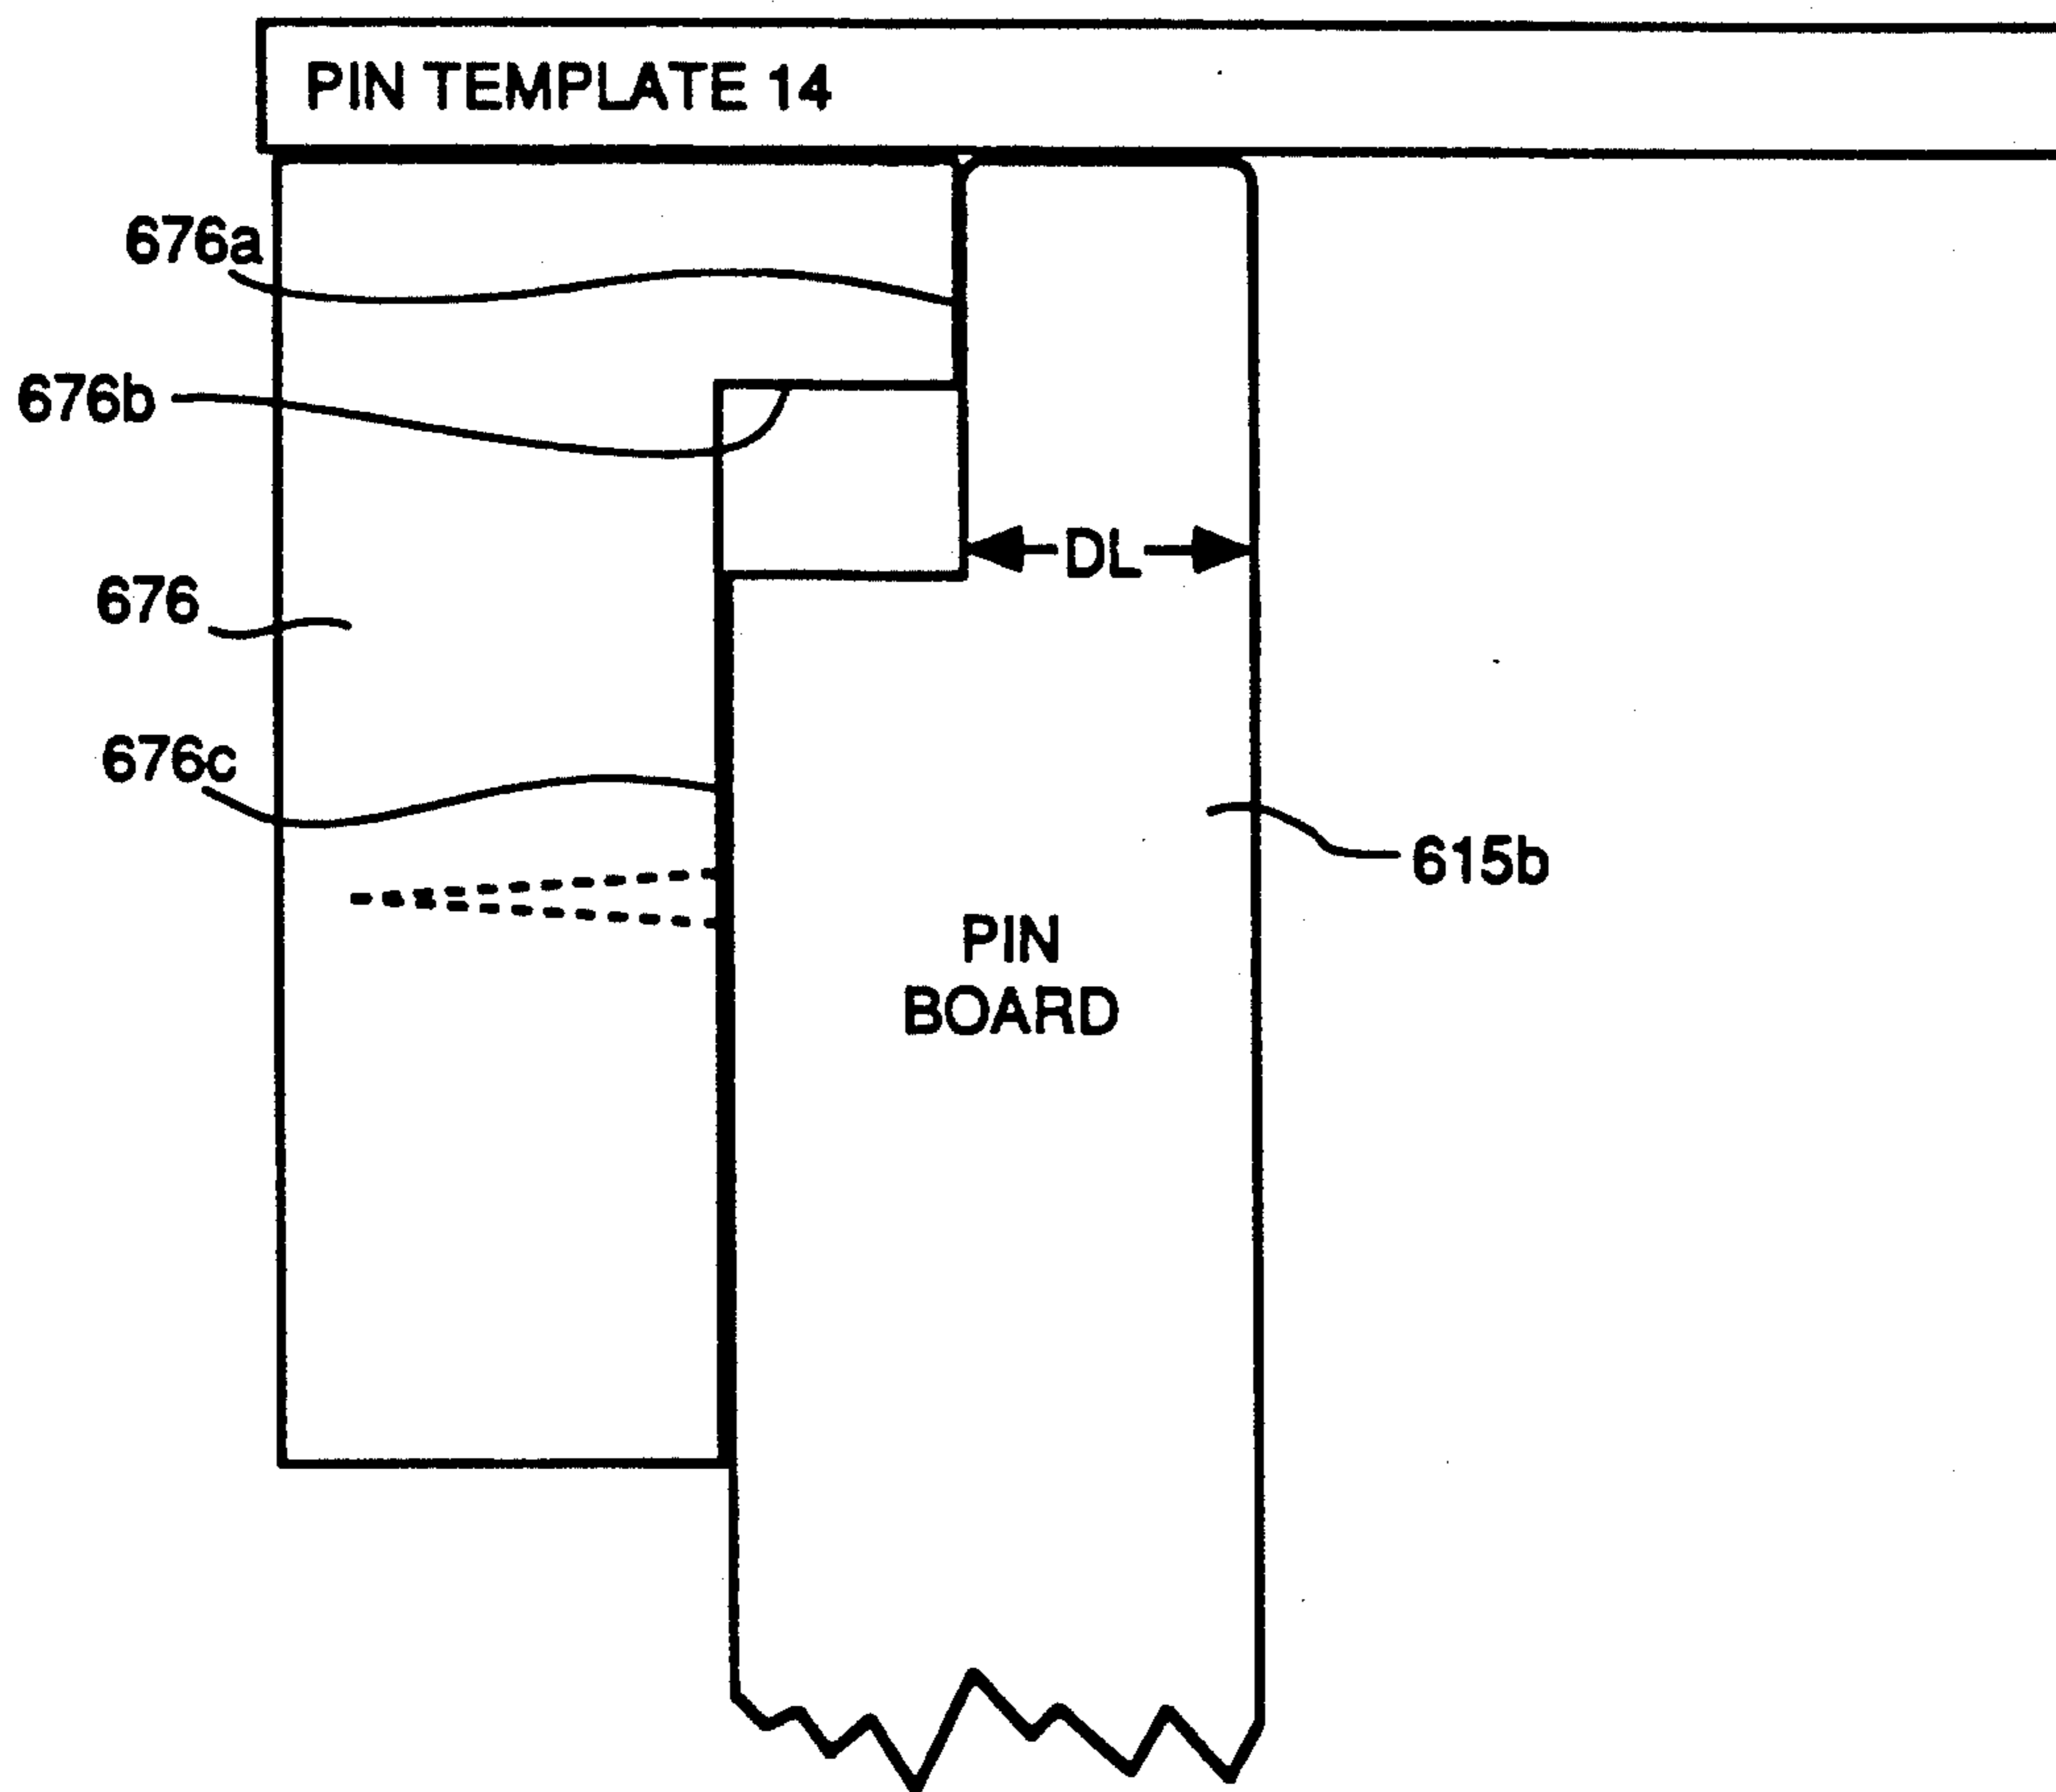 PIN TEMPLATE 14
676a
676b
DL
676
676c
615b
PIN
BOARD